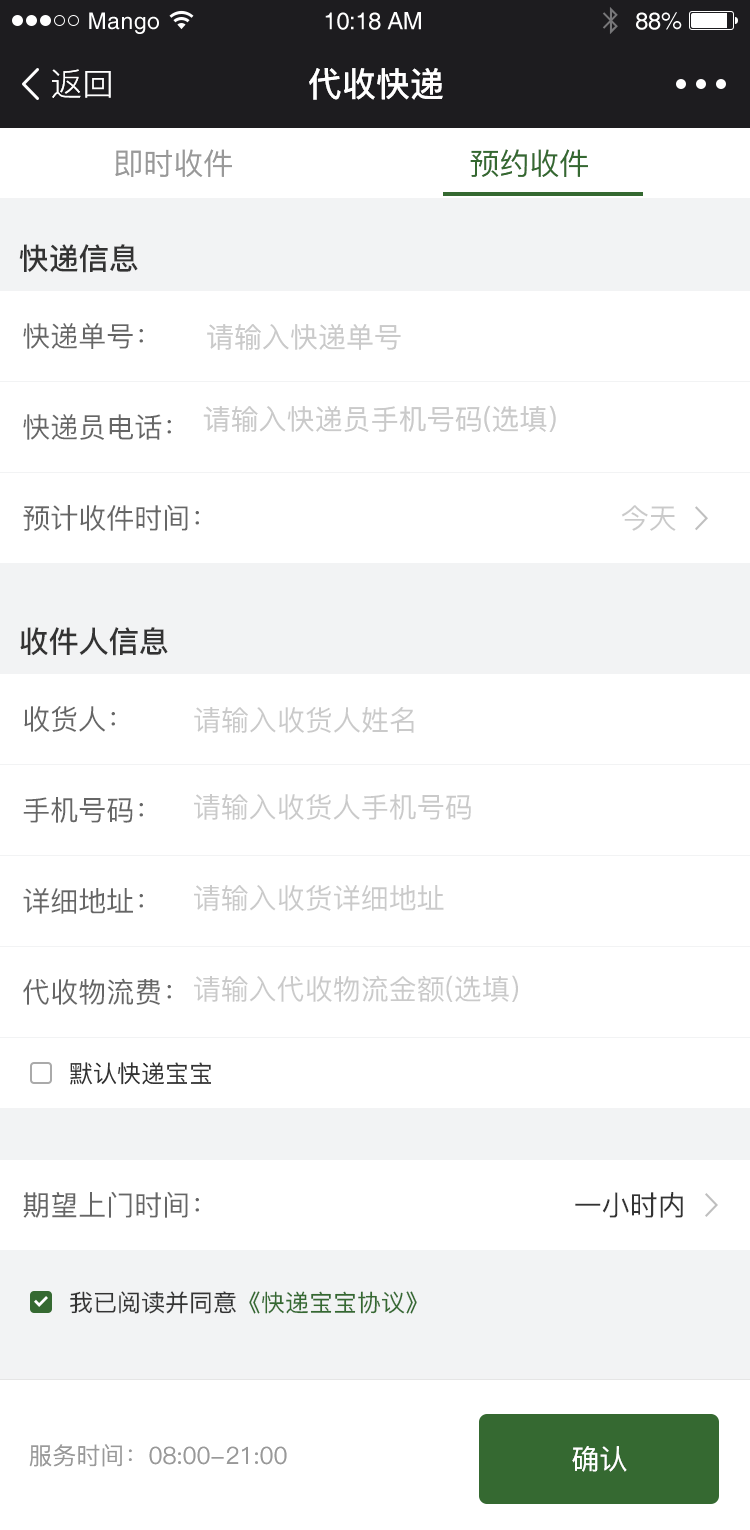 Mango 10:18 AM 88%
返回 代收快递
即时收件 预约收件
快递信息
快递单号： 请输入快递单号
快递员电话： 请输入快递员手机号码(选填)
预计收件时间： 今天
收件人信息
收货人： 请输入收货人姓名
手机号码： 请输入收货人手机号码
详细地址： 请输入收货详细地址
代收物流费： 请输入代收物流金额(选填)
默认快递宝宝
期望上门时间： 一小时内
我已阅读并同意《快递宝宝协议》
服务时间：08:00-21:00 确认